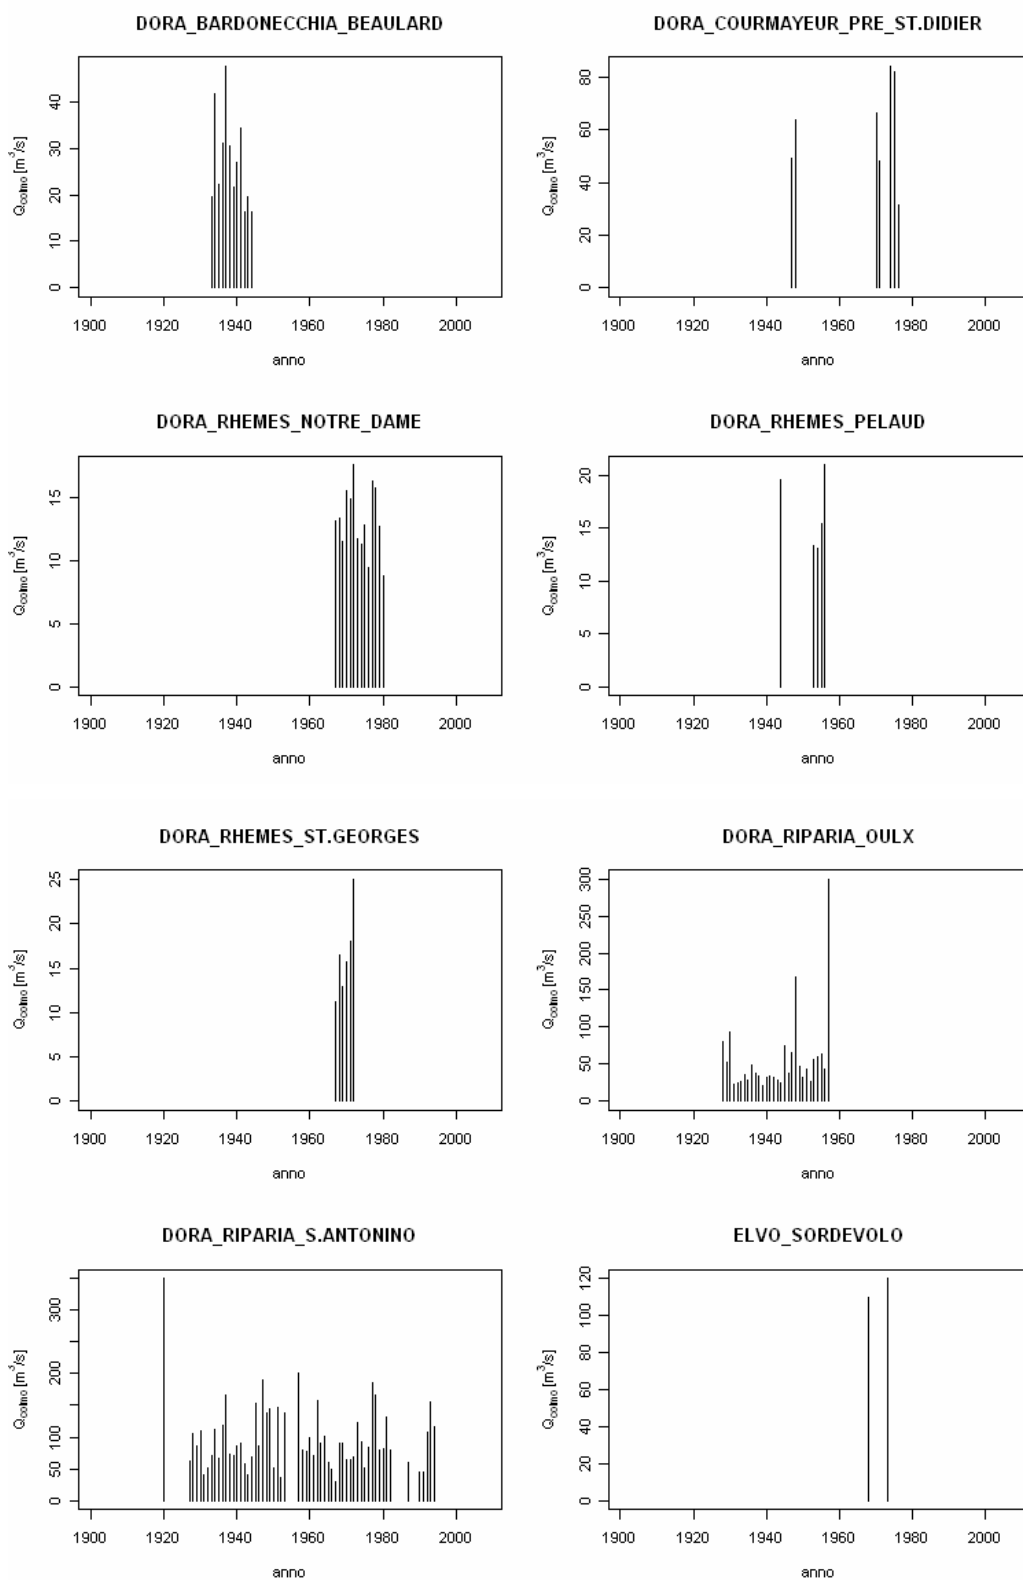 DORA_BARDONECCHIA_BEAULARD
Q_colmo [m^3/s]
40
30
20
10
0
1900 1920 1940 1960 1980 2000
anno
DORA_COURMAYEUR_PRE_ST.DIDIER
Q_colmo [m^3/s]
80
60
40
20
0
1900 1920 1940 1960 1980 2000
anno
DORA_RHEMES_NOTRE_DAME
Q_colmo [m^3/s]
15
10
5
0
1900 1920 1940 1960 1980 2000
anno
DORA_RHEMES_PELAUD
Q_colmo [m^3/s]
20
15
10
5
0
1900 1920 1940 1960 1980 2000
anno
DORA_RHEMES_ST.GEORGES
Q_colmo [m^3/s]
25
20
15
10
5
0
1900 1920 1940 1960 1980 2000
anno
DORA_RIPARIA_OULX
Q_colmo [m^3/s]
300
250
200
150
100
50
0
1900 1920 1940 1960 1980 2000
anno
DORA_RIPARIA_S.ANTONINO
Q_colmo [m^3/s]
300
200
100
50
0
1900 1920 1940 1960 1980 2000
anno
ELVO_SORDEVOLO
Q_colmo [m^3/s]
120
100
80
60
40
20
0
1900 1920 1940 1960 1980 2000
anno